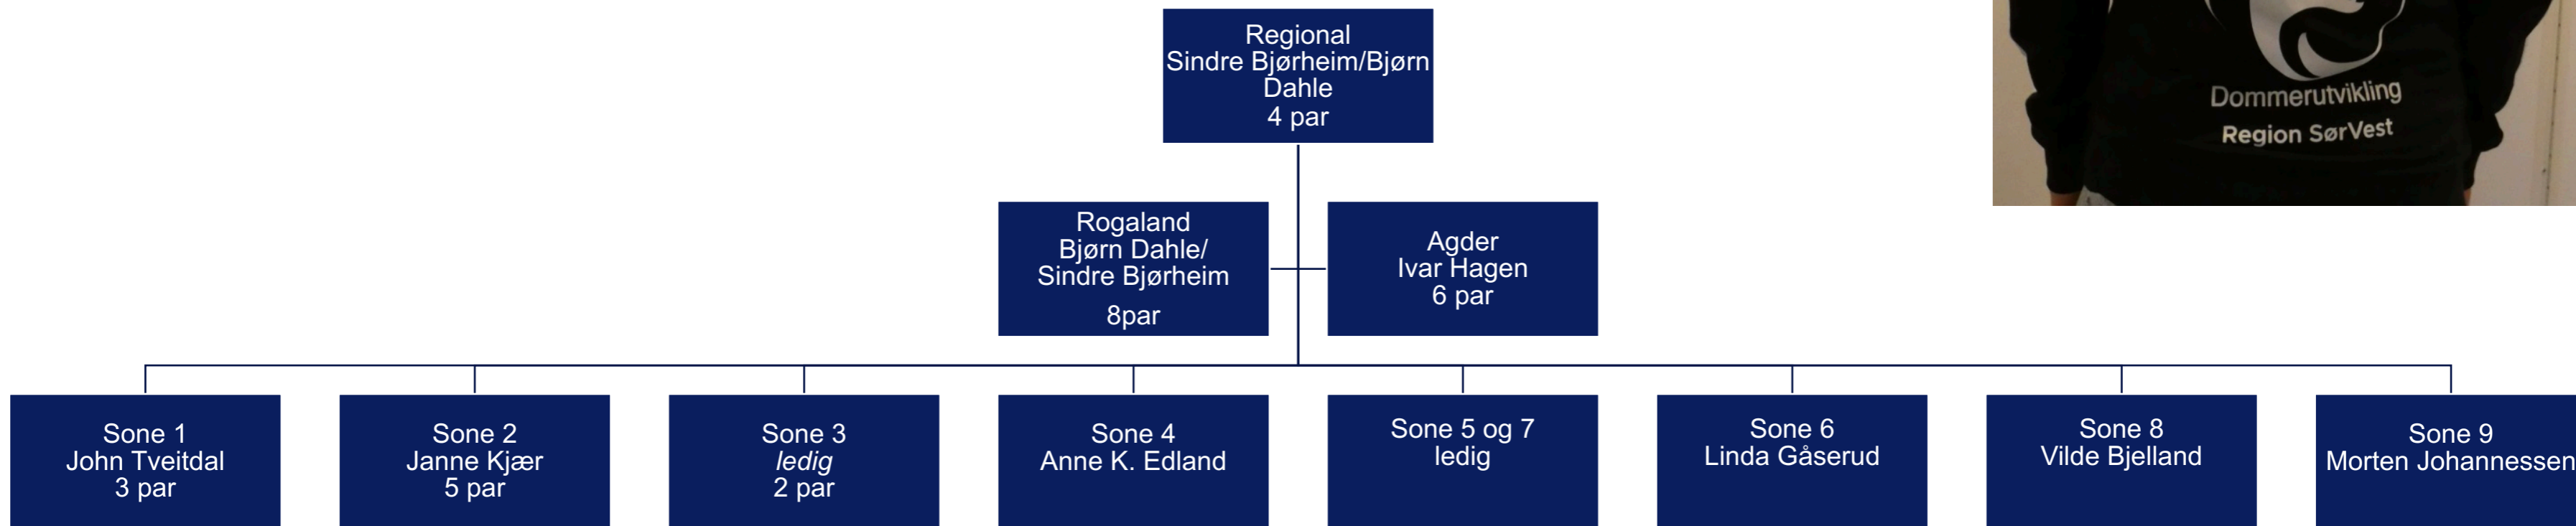 Regional
Sindre Bjørheim/Bjørn
Dahle
4 par
Dommerutvikling
Region SørVest
Rogaland
Bjørn Dahle/
Sindre Bjørheim
8par
Agder
Ivar Hagen
6 par
Sone 1
John Tveitdal
3 par
Sone 2
Janne Kjær
5 par
Sone 3
ledig
2 par
Sone 4
Anne K. Edland
Sone 5 og 7
ledig
Sone 6
Linda Gåserud
Sone 8
Vilde Bjelland
Sone 9
Morten Johannessen